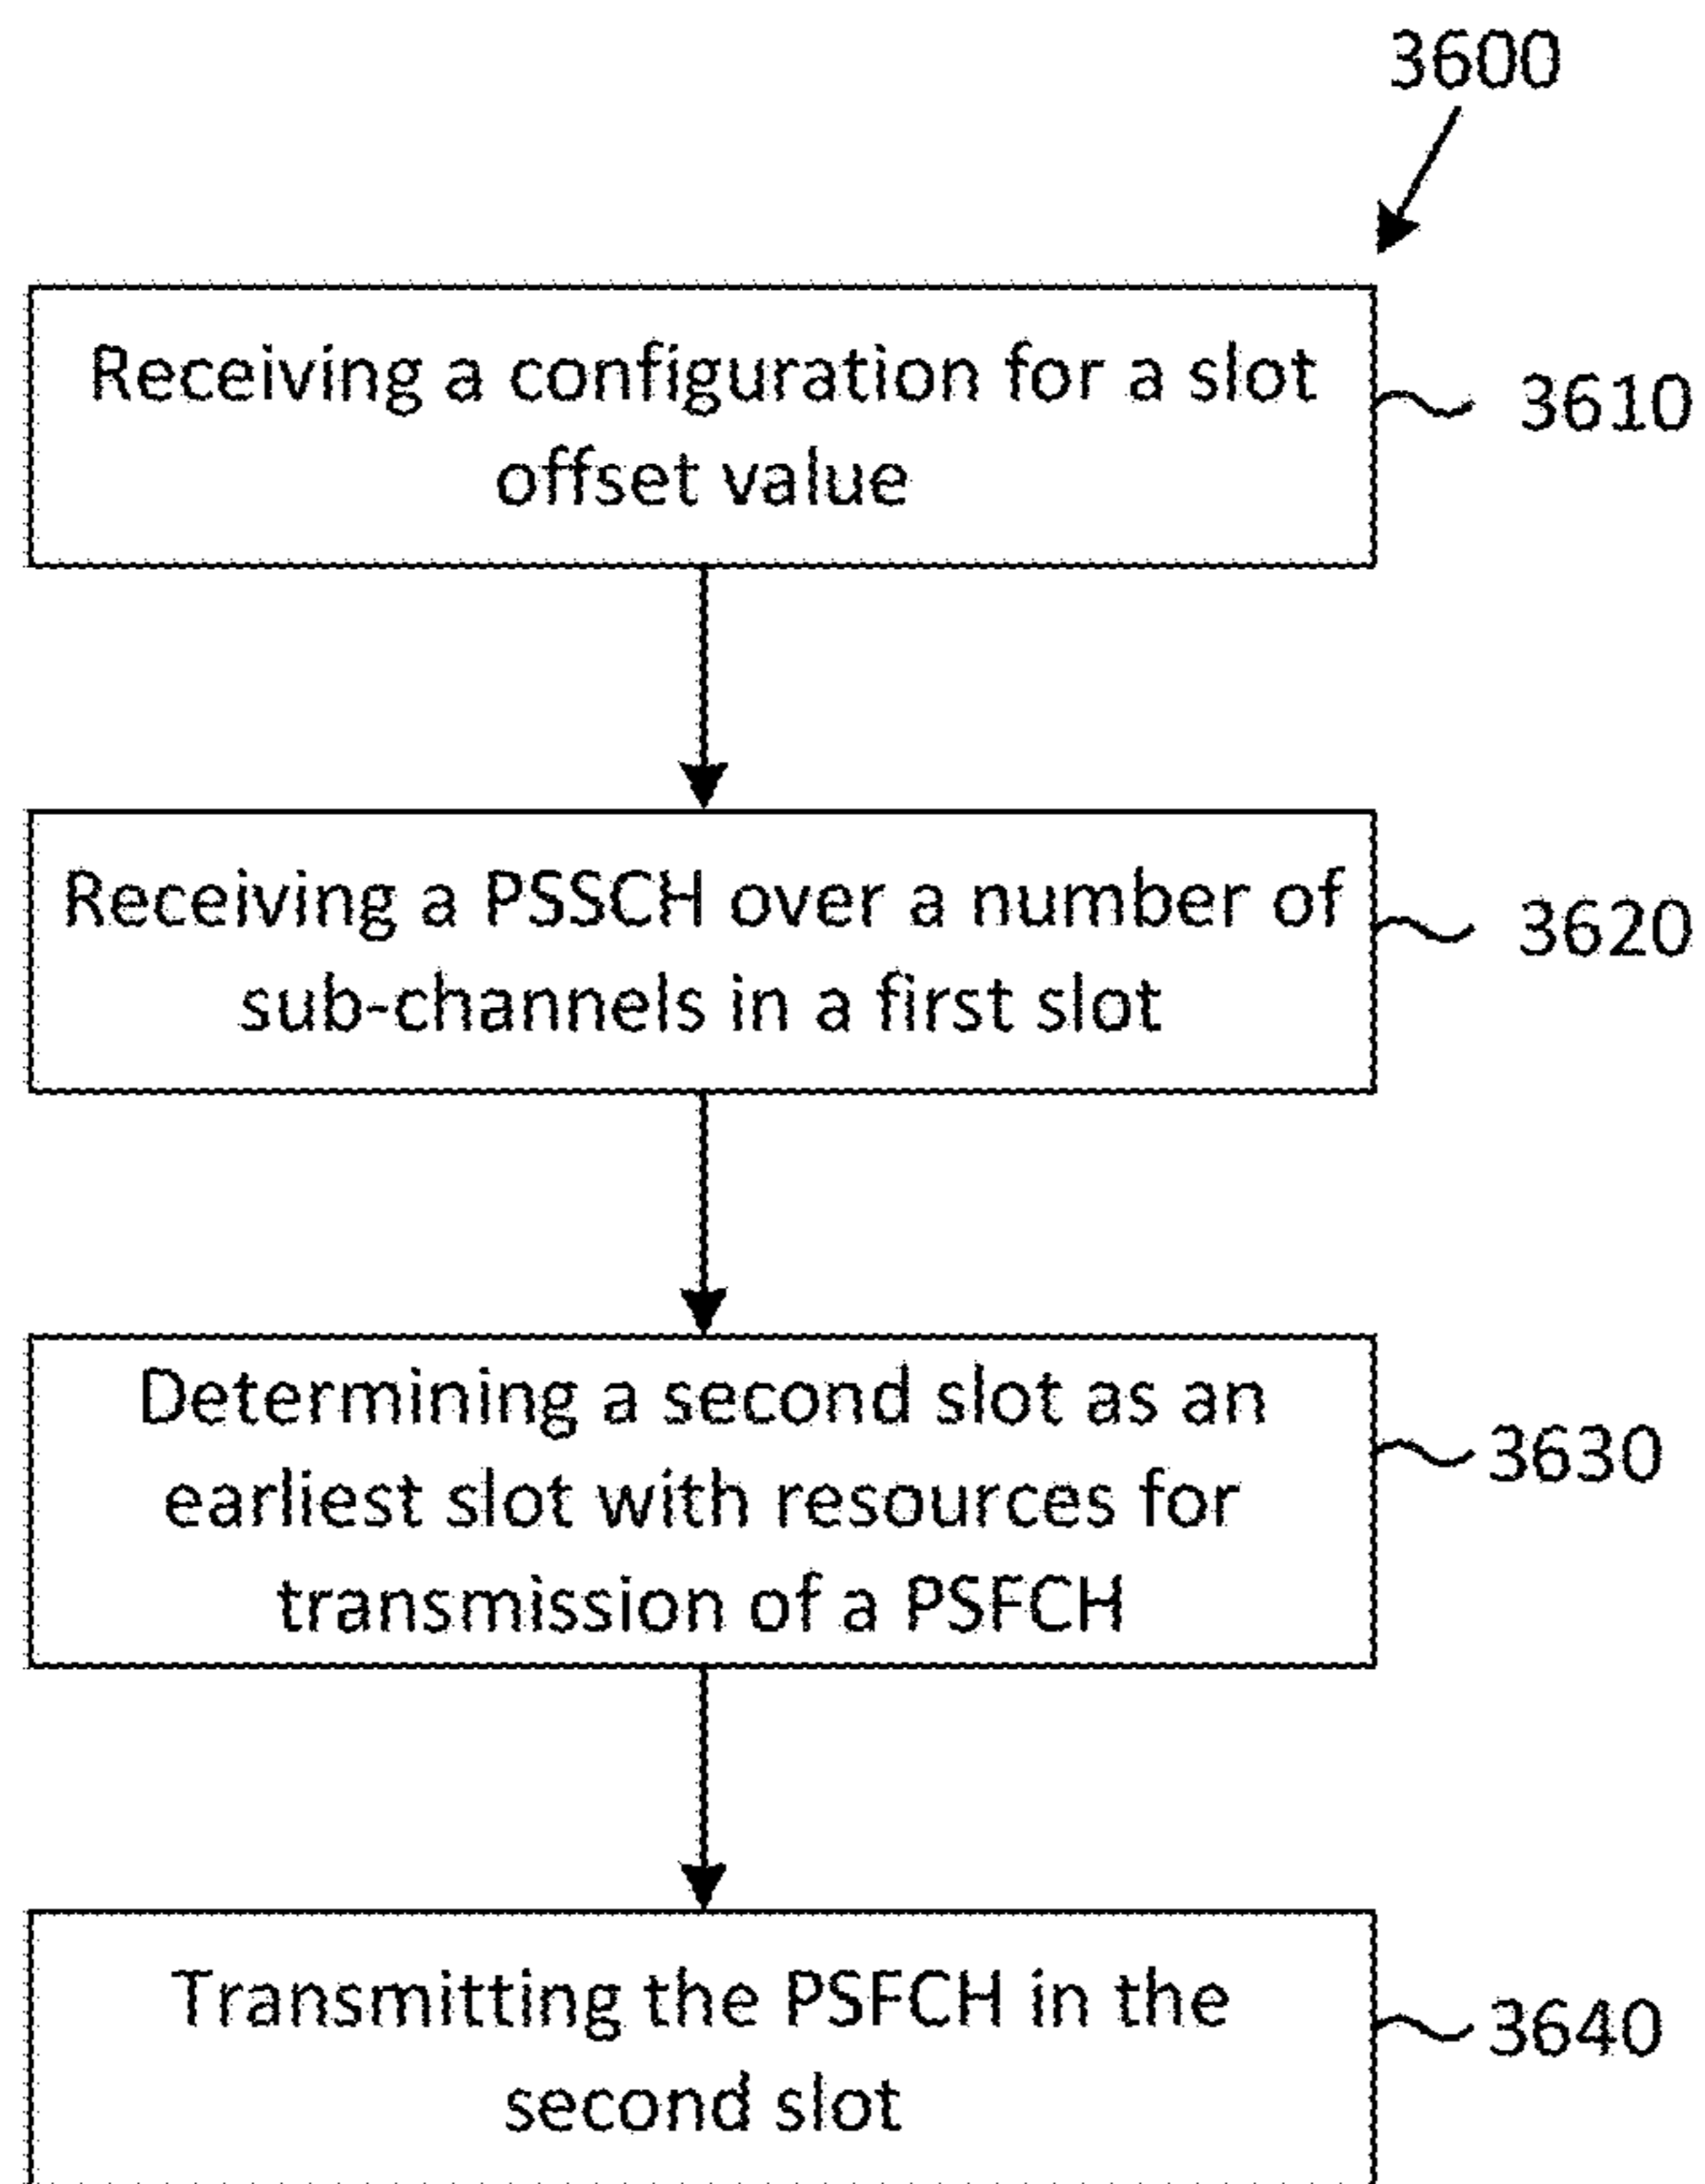 3600
Receiving a configuration for a slot
offset value
3610
Receiving a PSSCH over a number of
sub-channels in a first slot
3620
Determining a second slot as an
earliest slot with resources for
transmission of a PSFCH
3630
Transmitting the PSFCH in the
second slot
3640